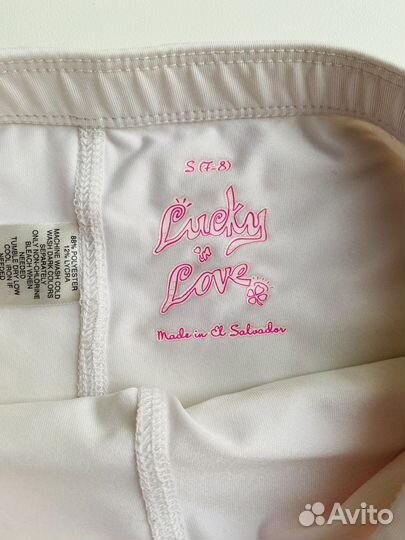 S (7-8)
Lucky
in
Love
Made in El Salvador
88% POLYESTER
12% LYCRA
MACHINE WASH COLD
WASH DARK COLORS
SEPARATELY
ONLY NON-CHLORINE
BLEACH WHEN
NEEDED
TUMBLE DRY LOW
COOL IRON IF
NEEDED
Avito